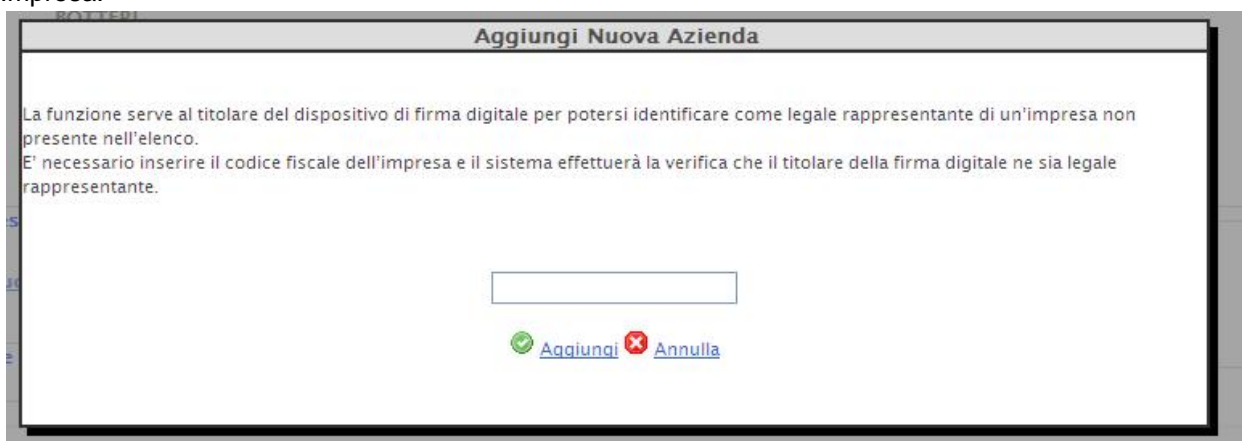 impresa.
BOTTERI
Aggiungi Nuova Azienda
La funzione serve al titolare del dispositivo di firma digitale per potersi identificare come legale rappresentante di un'impresa non
presente nell'elenco.
E' necessario inserire il codice fiscale dell'impresa e il sistema effettuerà la verifica che il titolare della firma digitale ne sia legale
rappresentante.
Aggiungi Annulla